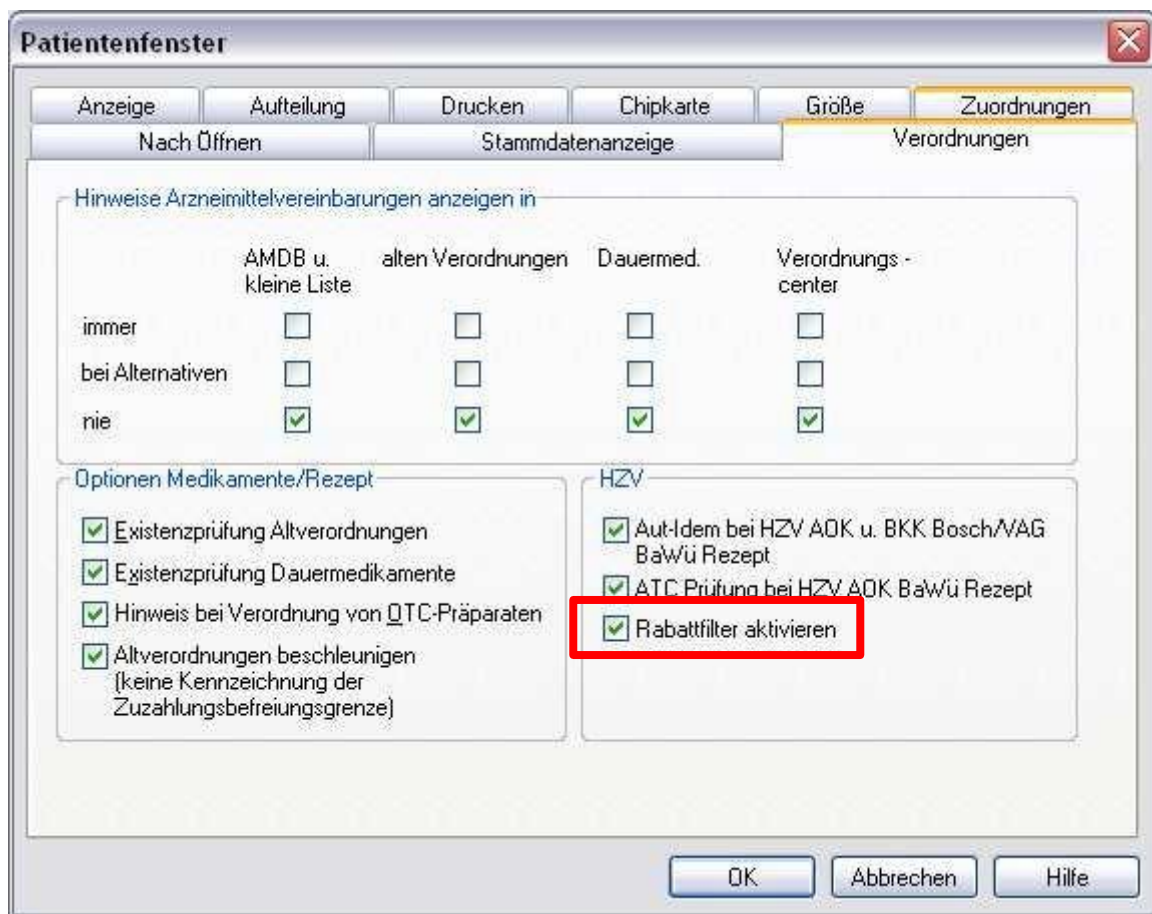 Patientenfenster
Anzeige Aufteilung Drucken Chipkarte Größe Zuordnungen
Nach Öffnen Stammdatenanzeige Verordnungen
Hinweise Arzneimittelvereinbarungen anzeigen in
AMDB u. alten Verordnungen Dauermed. Verordnungs -
kleine Liste center
immer
bei Alternativen
nie
Optionen Medikamente/Rezept
Existenzprüfung Altverordnungen
Existenzprüfung Dauermedikamente
Hinweis bei Verordnung von OTC-Präparaten
Altverordnungen beschleunigen
(keine Kennzeichnung der
Zuzahlungsbefreiungsgrenze)
HZV
Aut-Idem bei HZV AOK u. BKK Bosch/VAG
BaWü Rezept
ATC Prüfung bei HZV AOK BaWü Rezept
Rabattfilter aktivieren
OK Abbrechen Hilfe